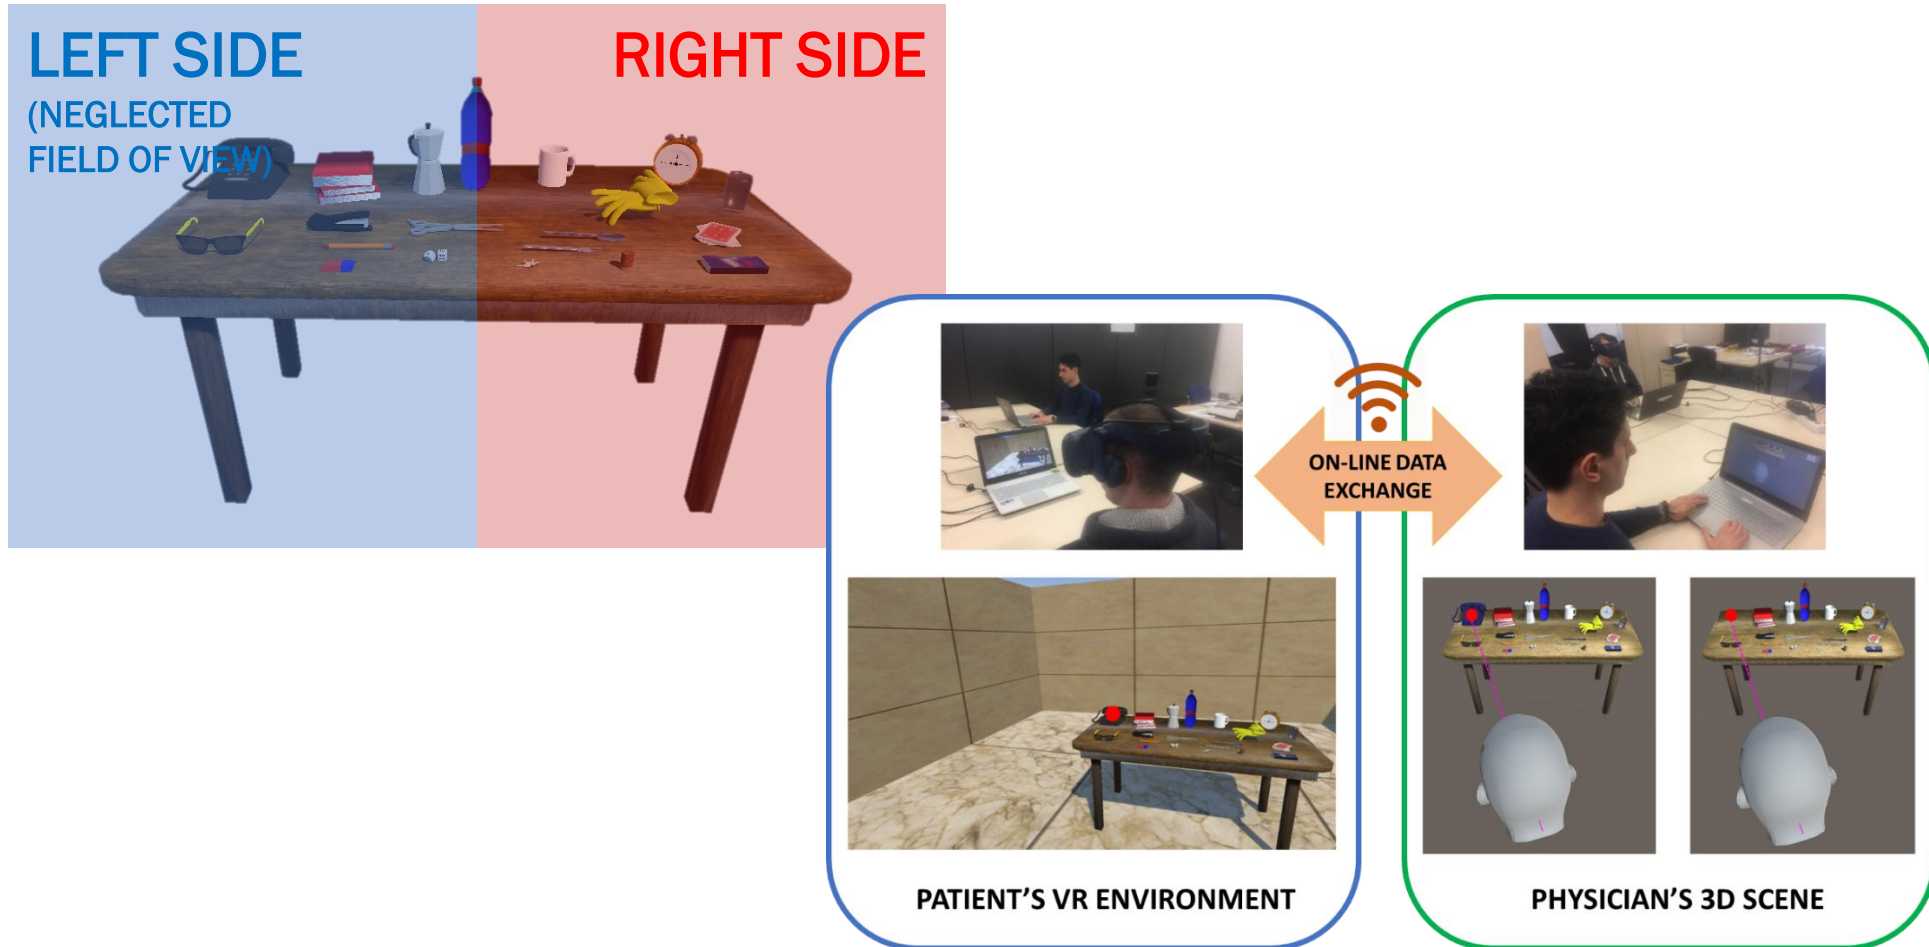 LEFT SIDE
(NEGLECTED
FIELD OF VIEW)
RIGHT SIDE
ON-LINE DATA
EXCHANGE
PATIENT'S VR ENVIRONMENT
PHYSICIAN'S 3D SCENE